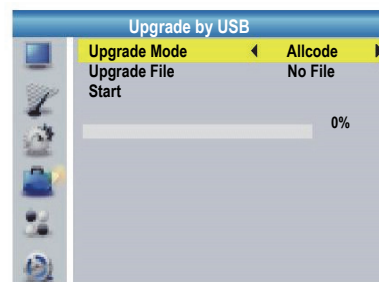 Upgrade by USB
Upgrade Mode Allcode
Upgrade File No File
Start
0%